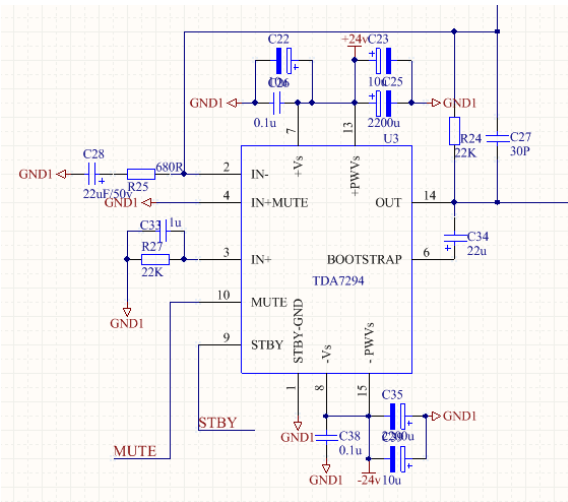 C22
+24v
C23
10u
C26
10u
C25
GND1
0.1u
2200u
GND1
7
13
U3
R24
22K
C27
30P
C28
680R
+Vs
+PWVs
GND1
2
IN-
22uF/50v
R25
GND1
4
IN+MUTE
OUT
14
C33
1u
C34
22u
R27
3
IN+
BOOTSTRAP
6
22K
TDA7294
GND1
10
MUTE
STBY-GND
-Vs
- PWVs
9
STBY
1
8
15
C35
GND1
STBY
GND1
C38
0.1u
2200u
MUTE
GND1
-24v
10u